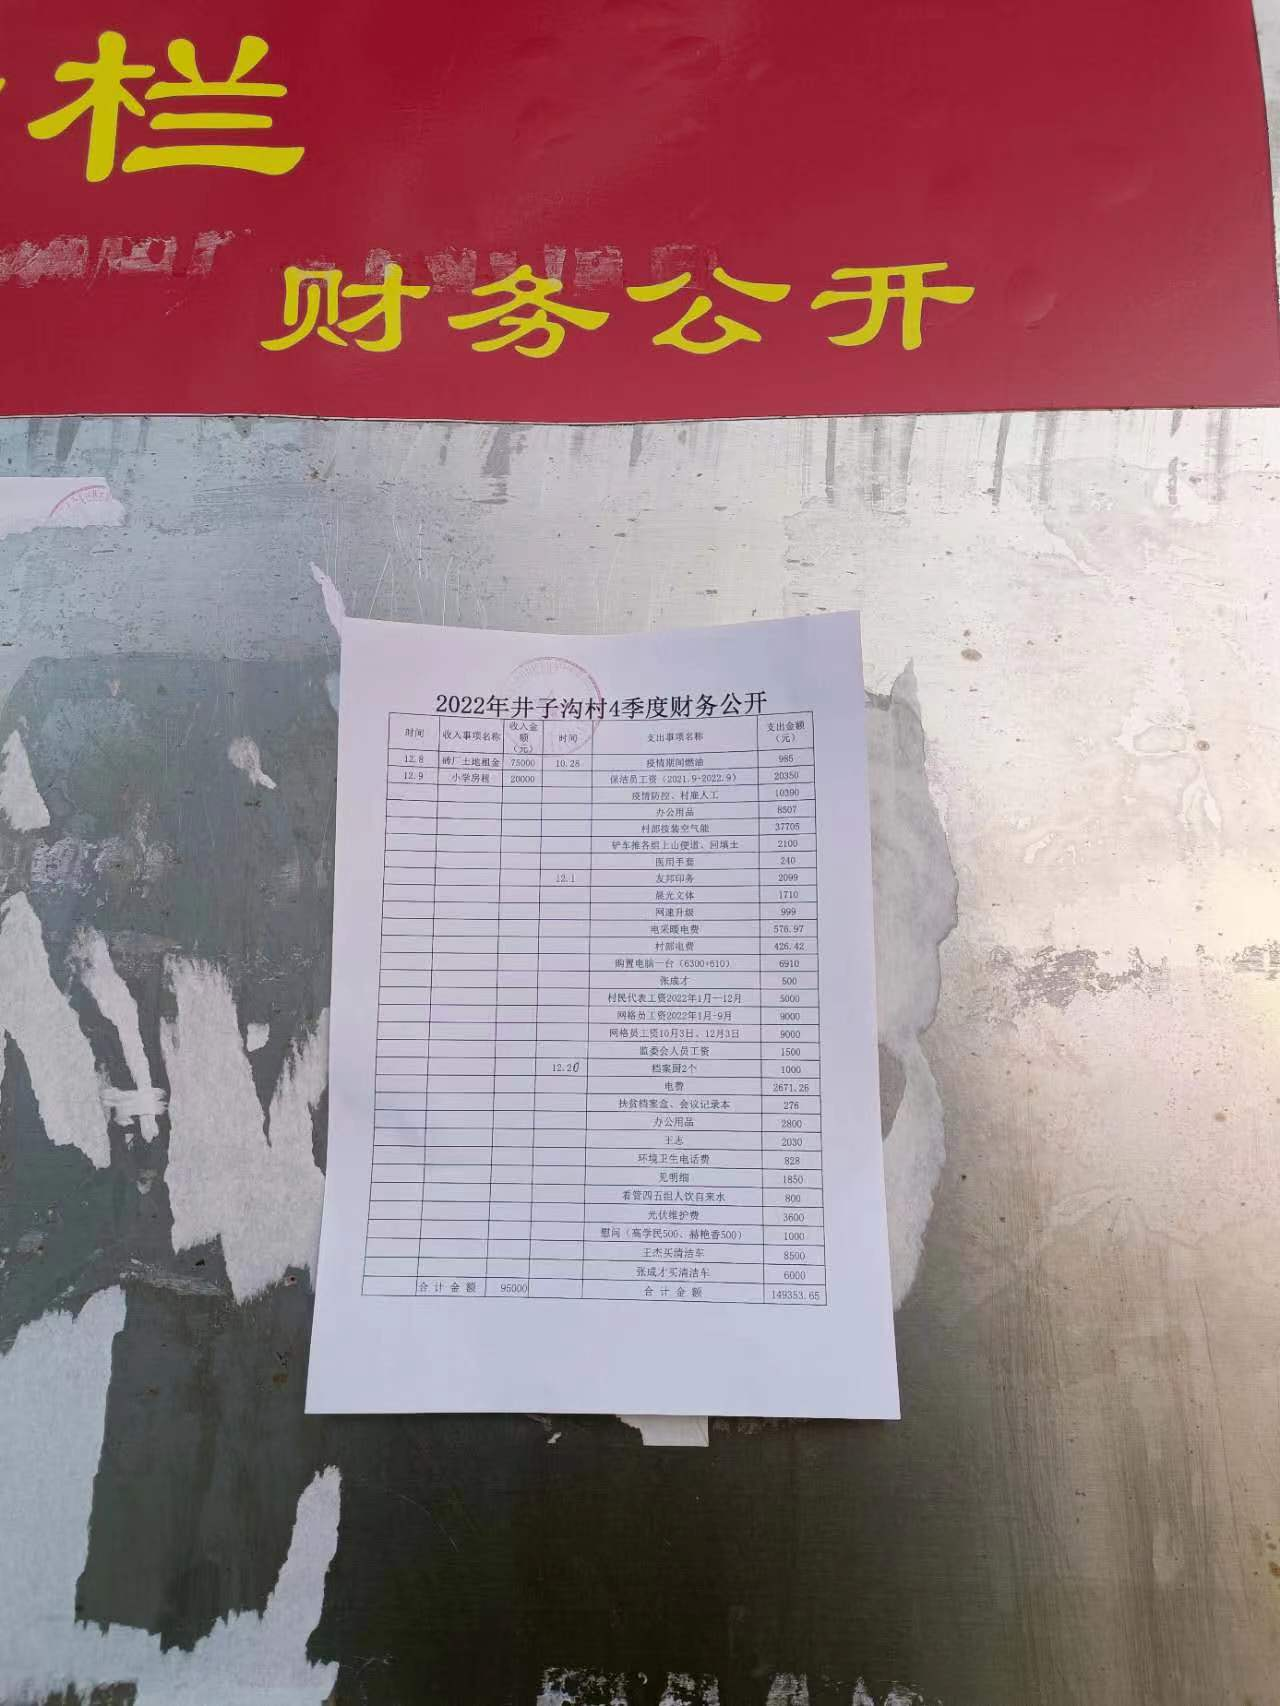 栏
财务公开
2022年井子沟村4季度财务公开
时间 收入事项名称 收入金额（元） 时间 支出事项名称 支出金额（元）
12.8 砖厂土地租金 75000 10.28 疫情期间燃油 985
12.9 小学房租 20000 保洁员工资（2021.9-2022.9） 20350
疫情防控、村雇人工 10390
办公用品 8507
村部按装空气能 37705
铲车推各组上山便道、回填土 2100
医用手套 240
12.1 友邦印务 2099
晨光文体 1710
网速升级 999
电采暖电费 576.97
村部电费 426.42
购置电脑一台（6300+610） 6910
张成才 500
村民代表工资2022年1月—12月 5000
网格员工资2022年1月-9月 9000
网格员工资10月3日、12月3日 9000
监委会人员工资 1500
12.20 档案厨2个 1000
电费 2671.26
扶贫档案盒、会议记录本 276
办公用品 2800
王志 2030
环境卫生电话费 828
见明细 1850
看管四五组人饮自来水 800
光伏维护费 3600
慰问（高学民500、赫艳香500） 1000
王杰买清洁车 8500
张成才买清洁车 6000
合计金额 95000 合计金额 149353.65